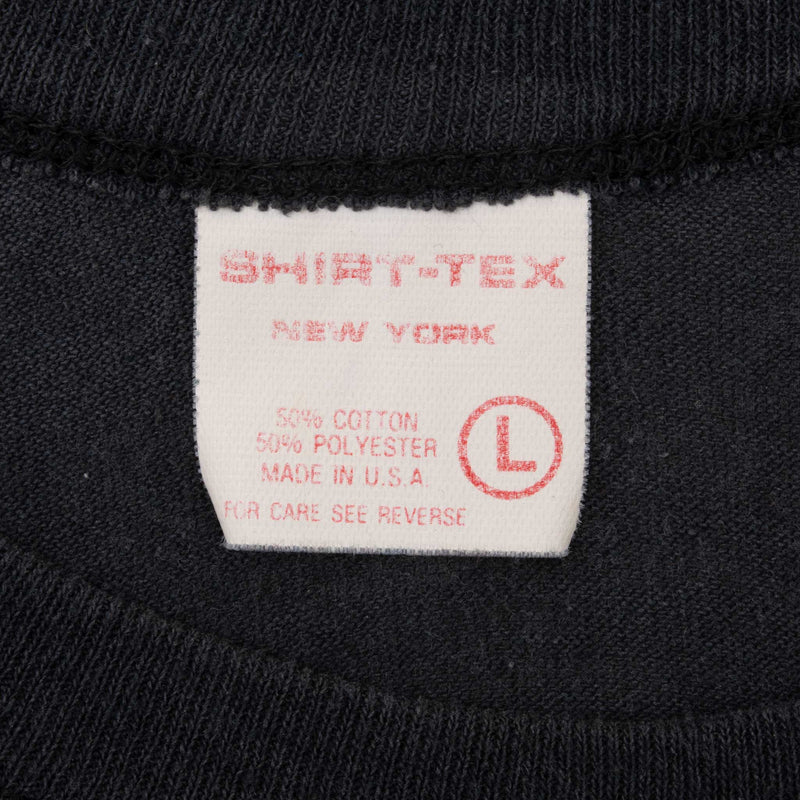 SHIRT-TEX
NEW YORK
50% COTTON
50% POLYESTER
MADE IN U.S.A.
L
FOR CARE SEE REVERSE